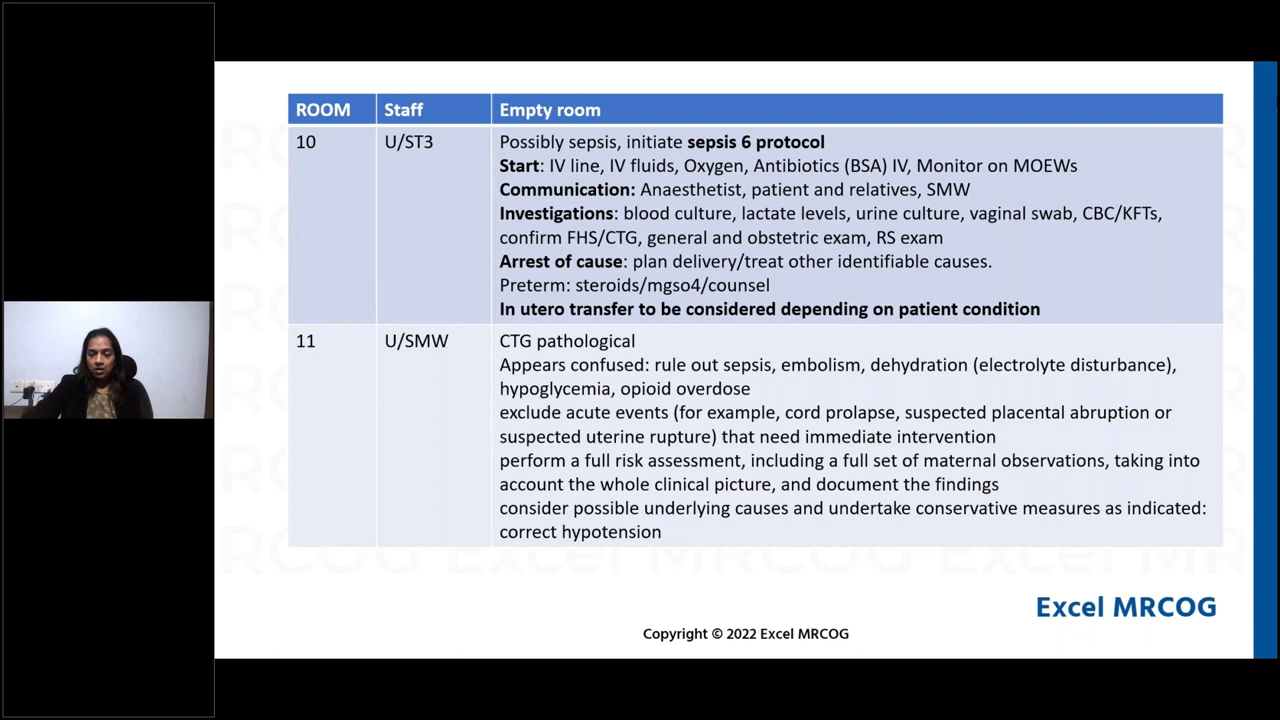 ROOM Staff Empty room
10 U/ST3 Possibly sepsis, initiate sepsis 6 protocol
Start: IV line, IV fluids, Oxygen, Antibiotics (BSA) IV, Monitor on MOEWs
Communication: Anaesthetist, patient and relatives, SMW
Investigations: blood culture, lactate levels, urine culture, vaginal swab, CBC/KFTs,
confirm FHS/CTG, general and obstetric exam, RS exam
Arrest of cause: plan delivery/treat other identifiable causes.
Preterm: steroids/mgso4/counsel
In utero transfer to be considered depending on patient condition
11 U/SMW CTG pathological
Appears confused: rule out sepsis, embolism, dehydration (electrolyte disturbance),
hypoglycemia, opioid overdose
exclude acute events (for example, cord prolapse, suspected placental abruption or
suspected uterine rupture) that need immediate intervention
perform a full risk assessment, including a full set of maternal observations, taking into
account the whole clinical picture, and document the findings
consider possible underlying causes and undertake conservative measures as indicated:
correct hypotension
Excel MRCOG
Copyright © 2022 Excel MRCOG